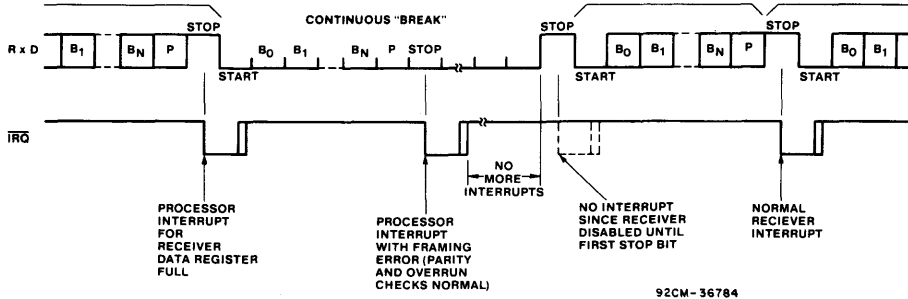 CONTINUOUS "BREAK"
STOP
STOP
STOP
R x D
B1
BN
P
START
B0
B1
BN
P
STOP
START
B0
B1
BN
P
START
B0
B1
IRQ
NO
MORE
INTERRUPTS
PROCESSOR
INTERRUPT
FOR
RECEIVER
DATA REGISTER
FULL
PROCESSOR
INTERRUPT
WITH FRAMING
ERROR (PARITY
AND OVERRUN
CHECKS NORMAL)
NO INTERRUPT
SINCE RECEIVER
DISABLED UNTIL
FIRST STOP BIT
NORMAL
RECIEVER
INTERRUPT
92CM-36784